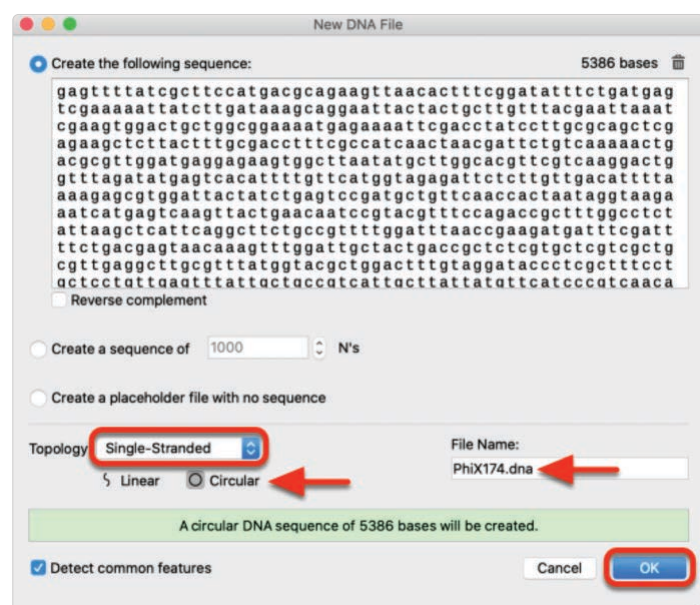 New DNA File
Create the following sequence: 5386 bases
gagttttatcgcttccatgacgcagaagttaacactttcggatatttctgatgag
tcgaaaaattatcttgataaagcaggaattactactgcttgtttacgaattaaat
cgaagtggactgctggcggaaaatgagaaaattcgacctatccttgcgcagctcg
agaagctcttactttgcgacctttcgccatcaactaacgattctgtcaaaaactg
acgcgttggatgaggagaagtggcttaatatgcttggcacgttcgtcaaggactg
gtttagatatgagtcacattttgttcatggtagagattctcttgttgacatttta
aaagagcgtggattactatctgagtccgatgctgttcaaccactaataggtaaga
aatcatgagtcaagttactgaacaatccgtacgtttccagaccgctttggcctct
attaagctcattcaggcttctgccgttttggatttaaccgaagatgatttcgatt
ttctgacgagtaacaaagtttggattgctactgaccgctctcgtgctcgtcgctg
cgttgaggcttgcgtttatggtacgctggactttgtaggataccctcgctttcct
gctcctgttgagtttattgctgccgtcattgcttattatgttcatcccgtcaaca
Reverse complement
Create a sequence of 1000 N's
Create a placeholder file with no sequence
Topology Single-Stranded File Name:
Linear Circular PhiX174.dna
A circular DNA sequence of 5386 bases will be created.
Detect common features Cancel OK